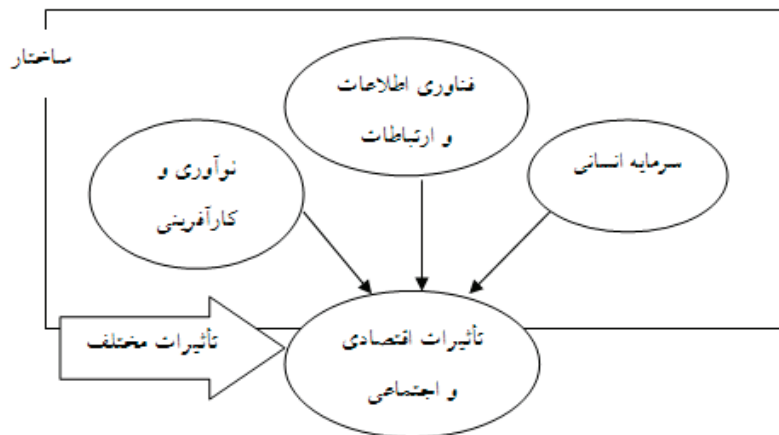 ساختار
فناوری اطلاعات
و ارتباطات
سرمایه انسانی
نوآوری و
کارآفرینی
تأثیرات مختلف
تأثیرات اقتصادی
و اجتماعی